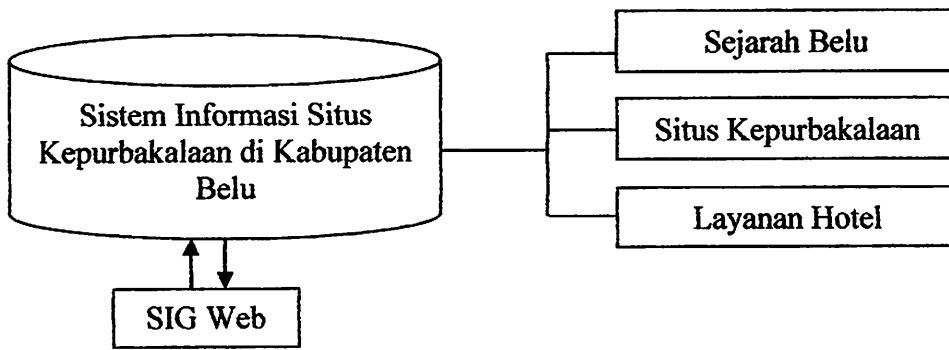 Sistem Informasi Situs
Kepurbakalaan di Kabupaten
Belu
SIG Web
Sejarah Belu
Situs Kepurbakalaan
Layanan Hotel